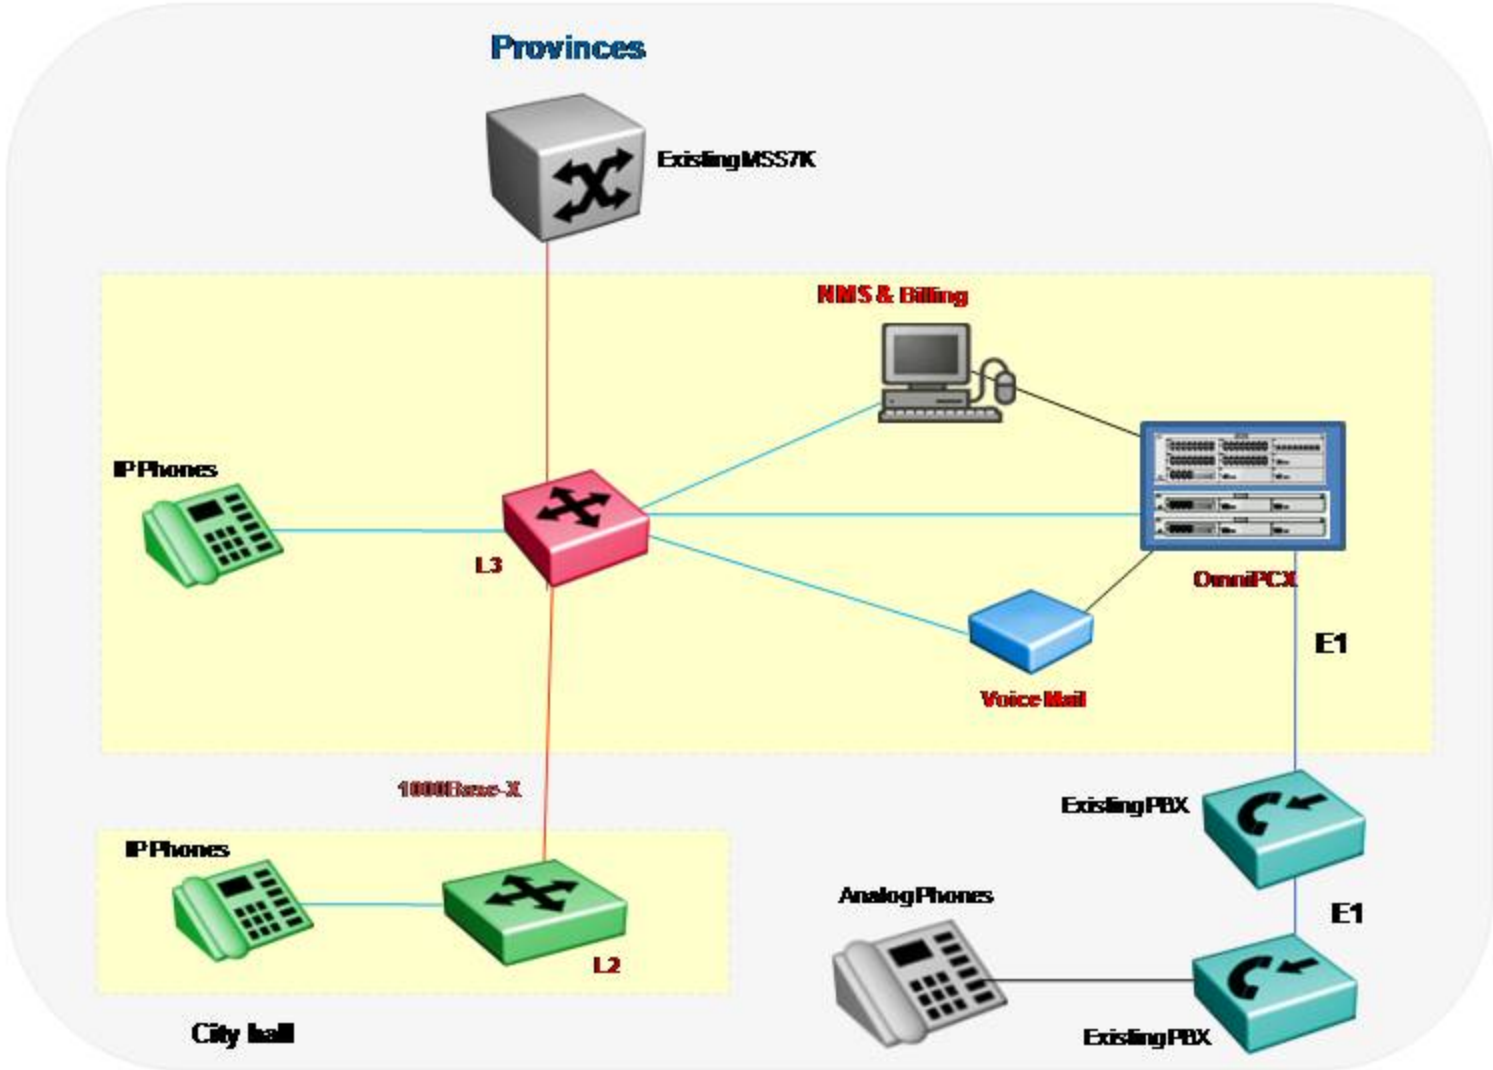 Provinces
Existing MSS7K
NMS & Billing
IP Phones
L3
OmniPCX
E1
Voice Mail
1000Base-X
Existing PBX
IP Phones
Analog Phones
E1
L2
City hall
Existing PBX